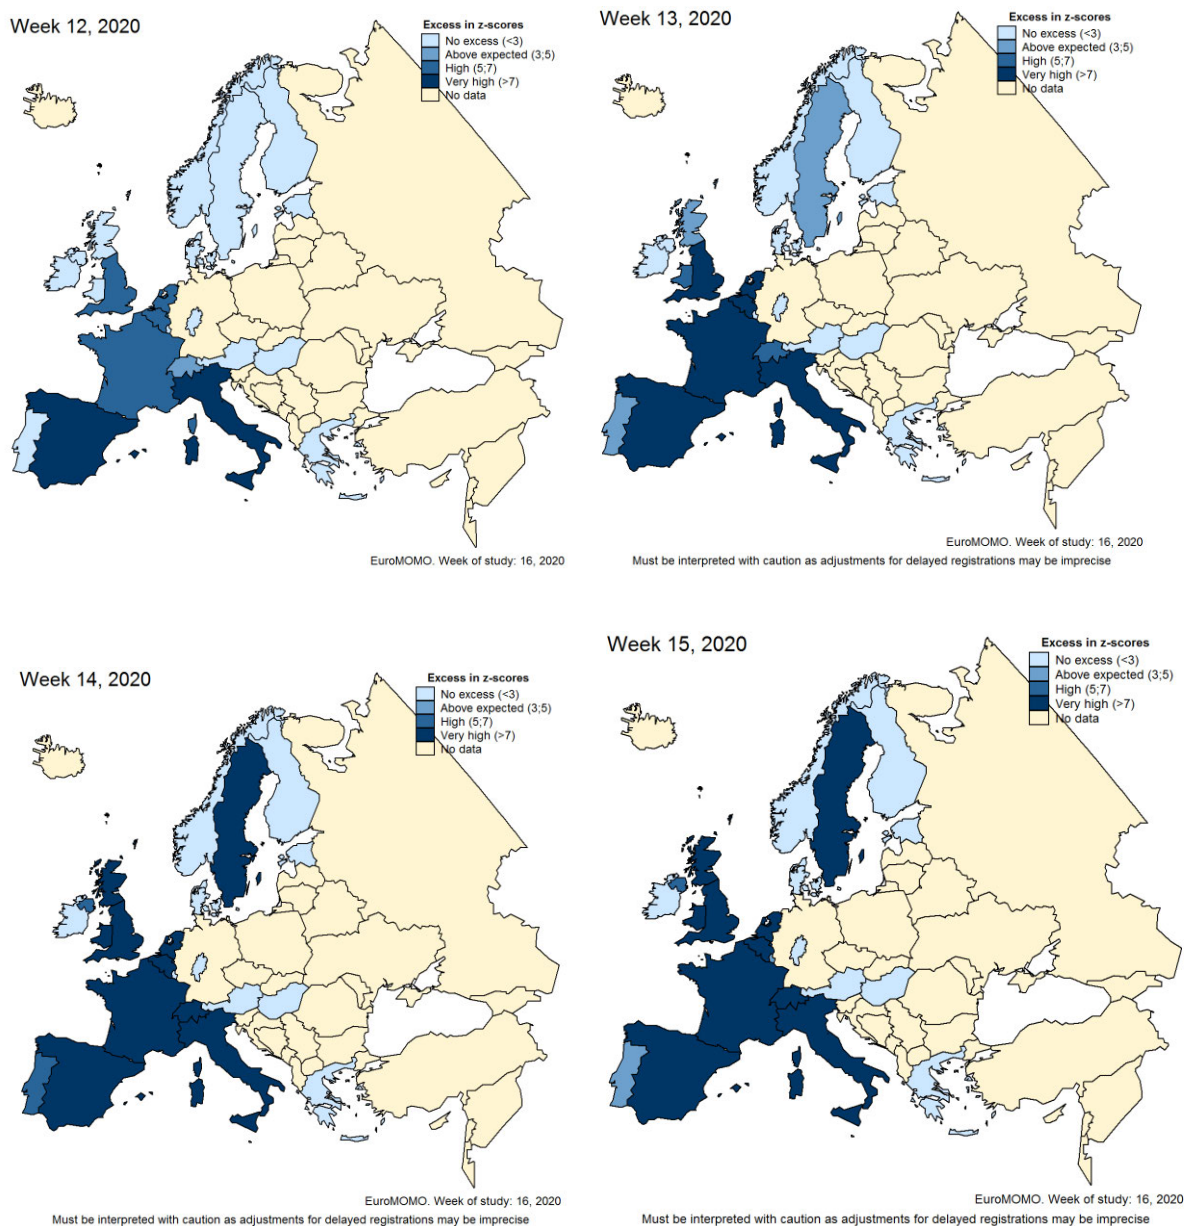 Week 12, 2020
Excess in z-scores
No excess (<3)
Above expected (3;5)
High (5;7)
Very high (>7)
No data
EuroMOMO. Week of study: 16, 2020
Week 13, 2020
Excess in z-scores
No excess (<3)
Above expected (3;5)
High (5;7)
Very high (>7)
No data
EuroMOMO. Week of study: 16, 2020
Must be interpreted with caution as adjustments for delayed registrations may be imprecise
Week 14, 2020
Excess in z-scores
No excess (<3)
Above expected (3;5)
High (5;7)
Very high (>7)
No data
EuroMOMO. Week of study: 16, 2020
Must be interpreted with caution as adjustments for delayed registrations may be imprecise
Week 15, 2020
Excess in z-scores
No excess (<3)
Above expected (3;5)
High (5;7)
Very high (>7)
No data
EuroMOMO. Week of study: 16, 2020
Must be interpreted with caution as adjustments for delayed registrations may be imprecise